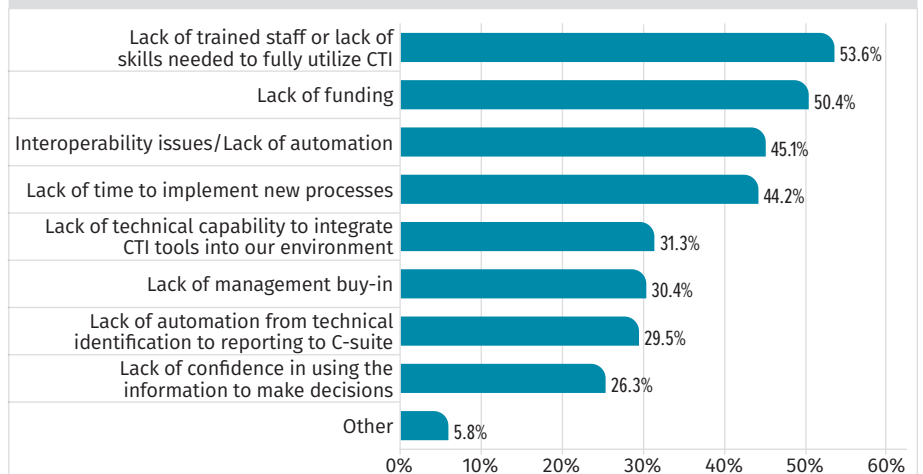 Lack of trained staff or lack of
skills needed to fully utilize CTI
53.6%
Lack of funding
50.4%
Interoperability issues/Lack of automation
45.1%
Lack of time to implement new processes
44.2%
Lack of technical capability to integrate
CTI tools into our environment
31.3%
Lack of management buy-in
30.4%
Lack of automation from technical
identification to reporting to C-suite
29.5%
Lack of confidence in using the
information to make decisions
26.3%
Other
5.8%
0% 10% 20% 30% 40% 50% 60%